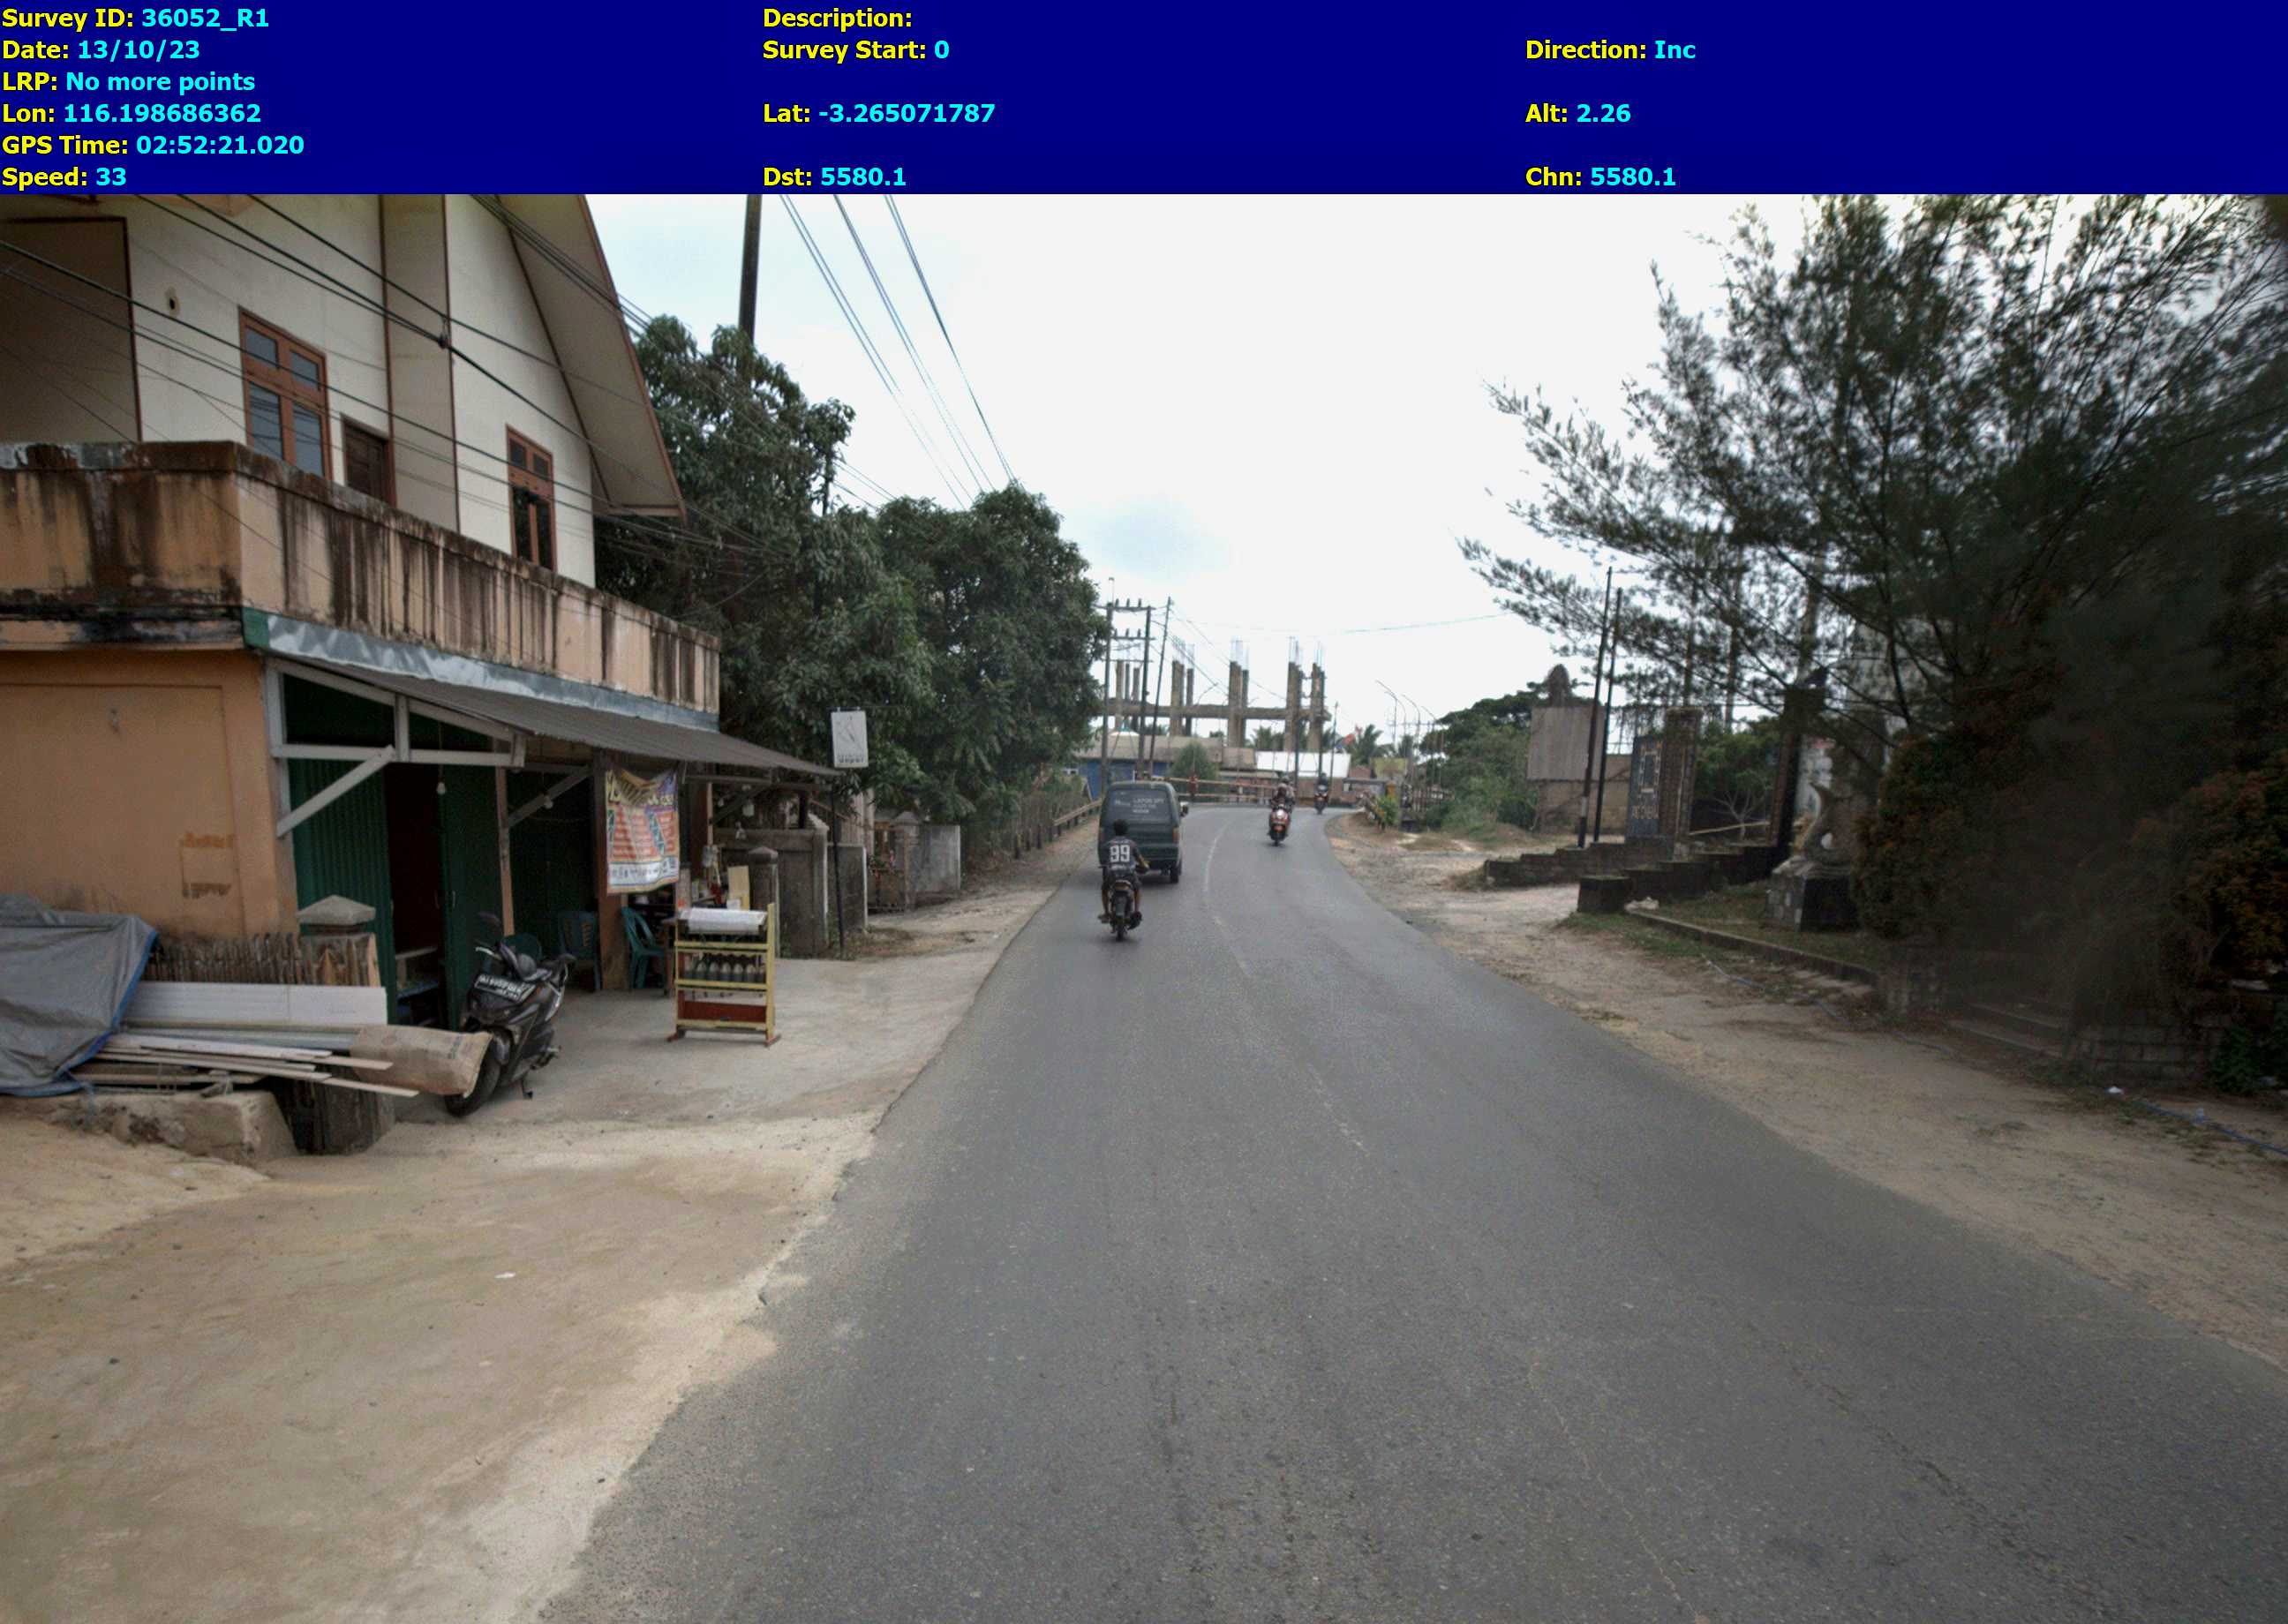 Survey ID: 36052_R1
Description:
Date: 13/10/23
Survey Start: 0
Direction: Inc
LRP: No more points
Lon: 116.198686362
Lat: -3.265071787
Alt: 2.26
GPS Time: 02:52:21.020
Speed: 33
Dst: 5580.1
Chn: 5580.1
99